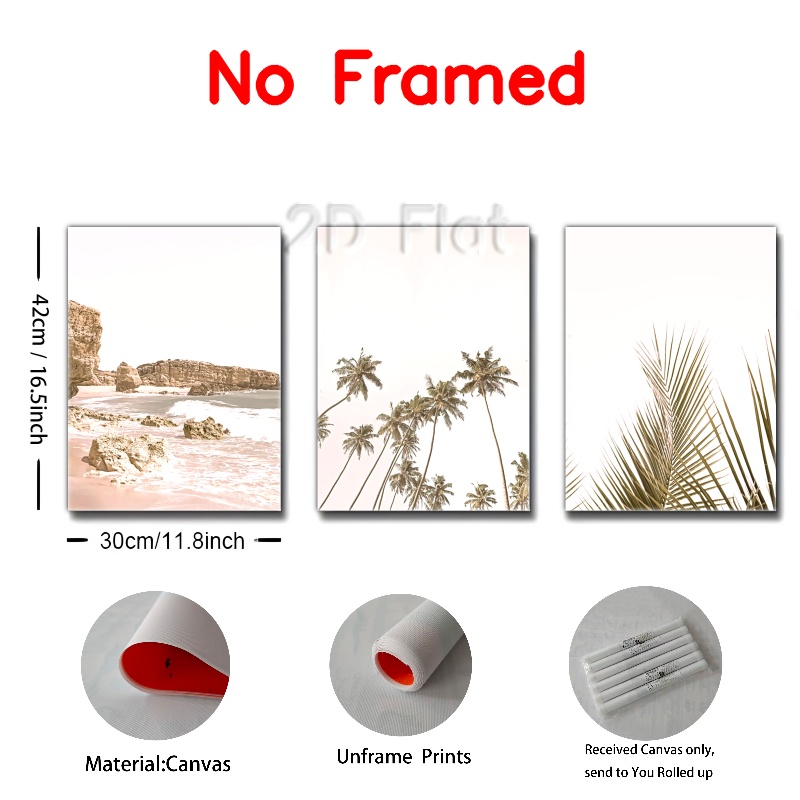 No Framed
2D Flat
42cm / 16.5inch
30cm/11.8inch
Material:Canvas
Unframe Prints
Received Canvas only,
send to You Rolled up